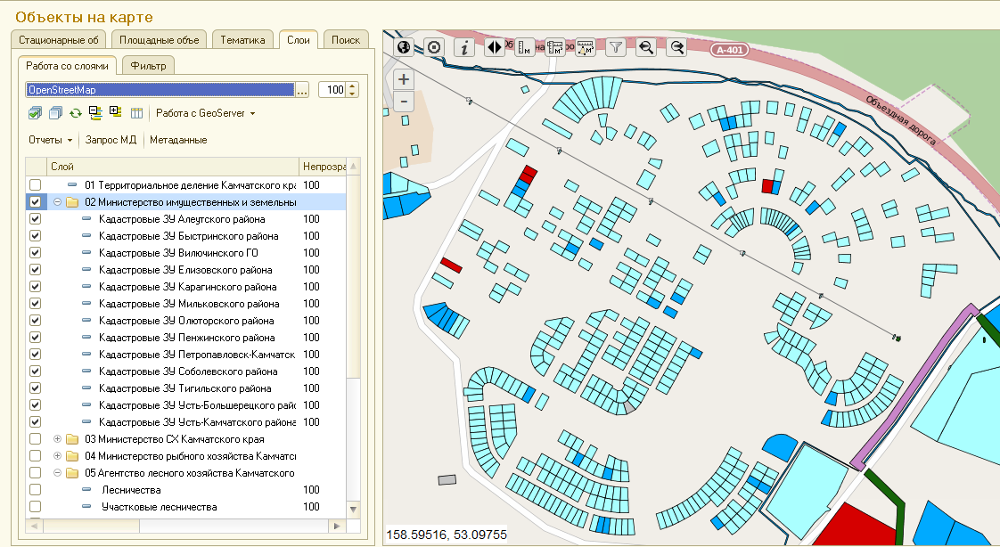 Объекты на карте
Стационарные об
Площадные объе
Тематика
Слои
Поиск
Работа со слоями
Фильтр
OpenStreetMap
...
100
Работа с GeoServer
Отчеты
Запрос МД
Метаданные
Слой
Непрозра
01 Территориальное деление Камчатского кра 100
02 Министерство имущественных и земельны
Кадастровые ЗУ Алеутского района 100
Кадастровые ЗУ Быстринского района 100
Кадастровые ЗУ Вилючинского ГО 100
Кадастровые ЗУ Елизовского района 100
Кадастровые ЗУ Карагинского района 100
Кадастровые ЗУ Мильковского района 100
Кадастровые ЗУ Олюторского района 100
Кадастровые ЗУ Пенжинского района 100
Кадастровые ЗУ Петропавловск-Камчатск 100
Кадастровые ЗУ Соболевского района 100
Кадастровые ЗУ Тигильского района 100
Кадастровые ЗУ Усть-Большерецкого райо 100
Кадастровые ЗУ Усть-Камчатского района 100
03 Министерство СХ Камчатского края
04 Министерство рыбного хозяйства Камчатс
05 Агентство лесного хозяйства Камчатского
Лесничества 100
Участковые лесничества 100
A-401
Объездная дорога
+
-
158.59516, 53.09755